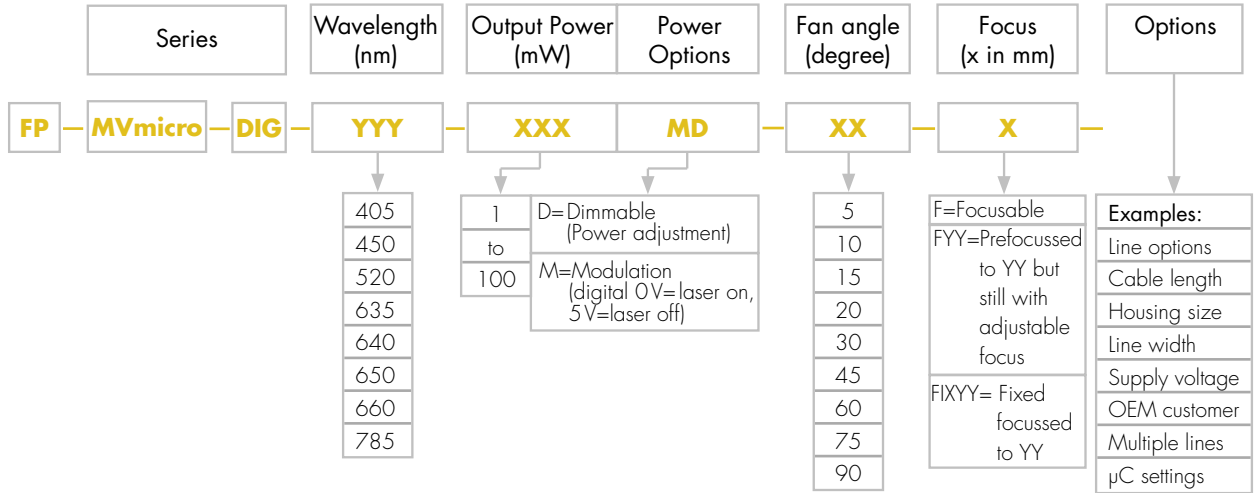 Series
Wavelength
(nm)
Output Power
(mW)
Power
Options
Fan angle
(degree)
Focus
(x in mm)
Options
FP – MVmicro – DIG – YYY – XXX MD – XX – X –
405
450
520
635
640
650
660
785
1
to
100
D= Dimmable
(Power adjustment)
M=Modulation
(digital 0V=laser on,
5V=laser off)
5
10
15
20
30
45
60
75
90
F=Focusable
FYY=Prefocussed
to YY but
still with
adjustable
focus
FIXYY= Fixed
focussed
to YY
Examples:
Line options
Cable length
Housing size
Line width
Supply voltage
OEM customer
Multiple lines
µC settings